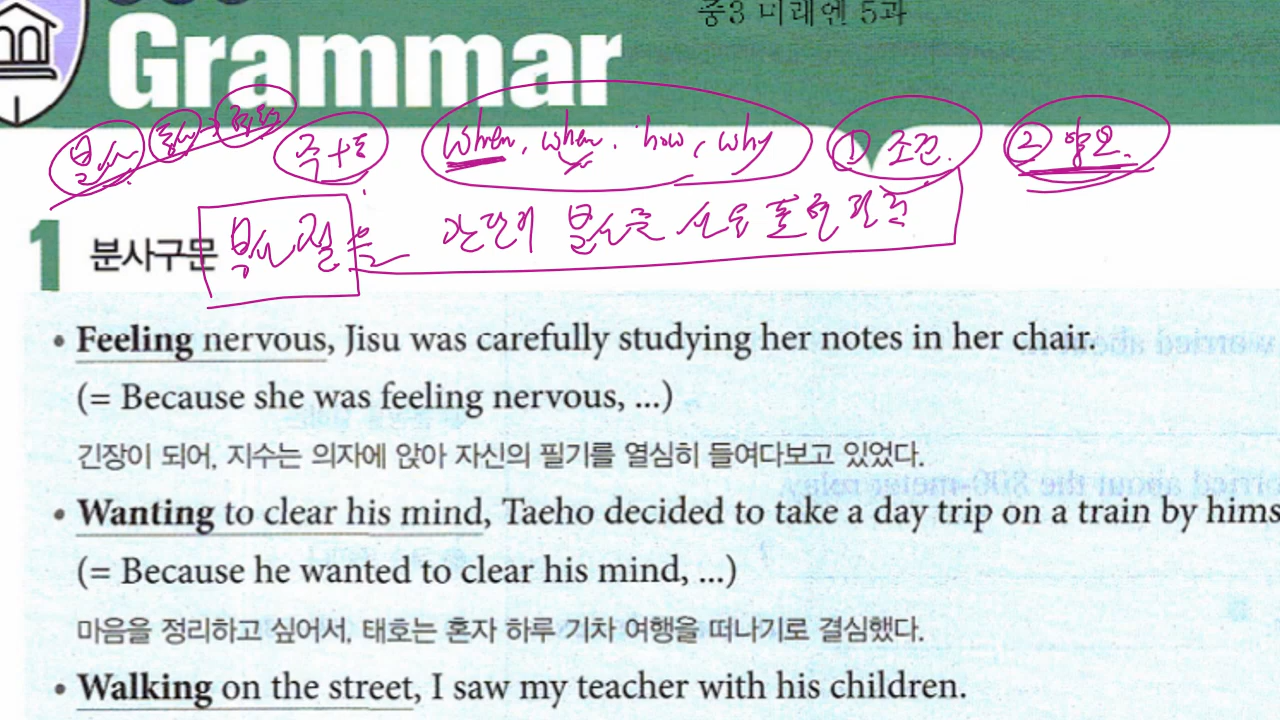 중3 미래엔 5과
Grammar
분사 동사→형용 주+동 when, when, how, why ① 조건 ② 양보
1 분사구문 부사절을 간단히 분사로 표현
• Feeling nervous, Jisu was carefully studying her notes in her chair.
(= Because she was feeling nervous, ...)
긴장이 되어, 지수는 의자에 앉아 자신의 필기를 열심히 들여다보고 있었다.
• Wanting to clear his mind, Taeho decided to take a day trip on a train by hims
(= Because he wanted to clear his mind, ...)
마음을 정리하고 싶어서, 태호는 혼자 하루 기차 여행을 떠나기로 결심했다.
• Walking on the street, I saw my teacher with his children.